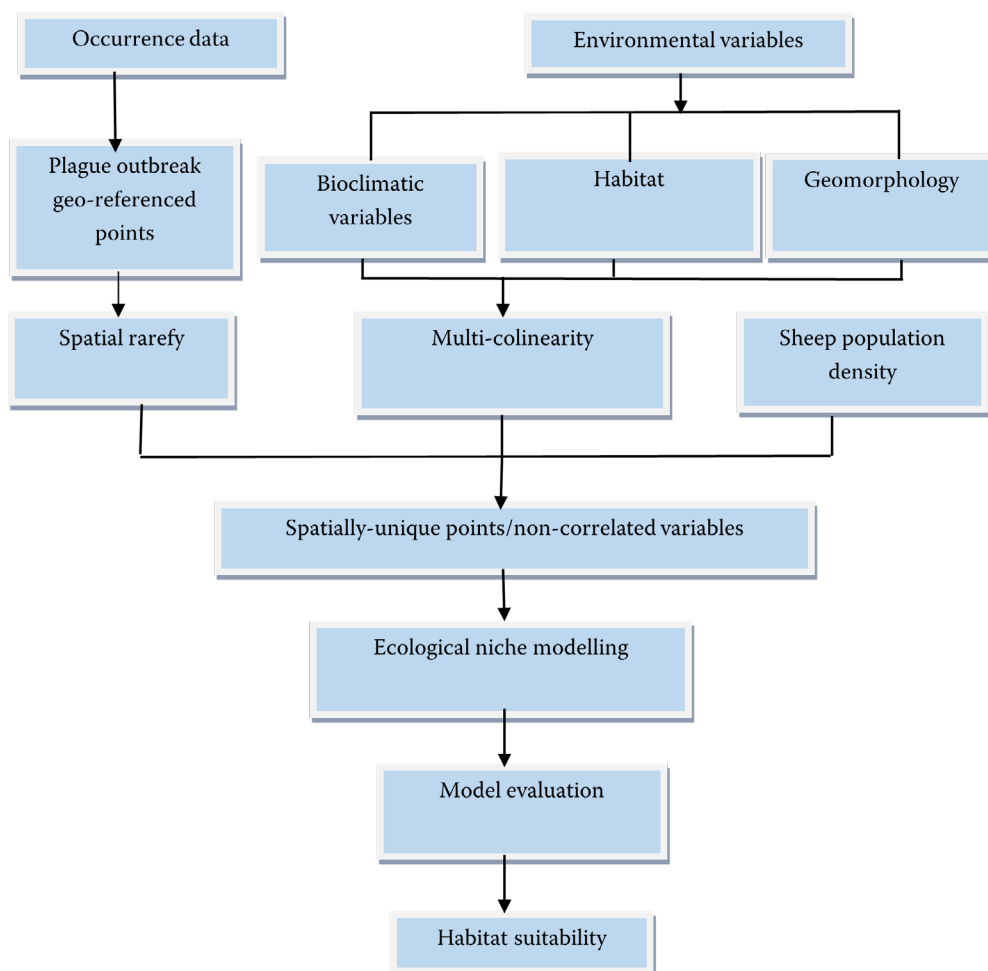 Occurrence data
Environmental variables
Plague outbreak
geo-referenced
points
Bioclimatic
variables
Habitat
Geomorphology
Spatial rarefy
Multi-colinearity
Sheep population
density
Spatially-unique points/non-correlated variables
Ecological niche modelling
Model evaluation
Habitat suitability